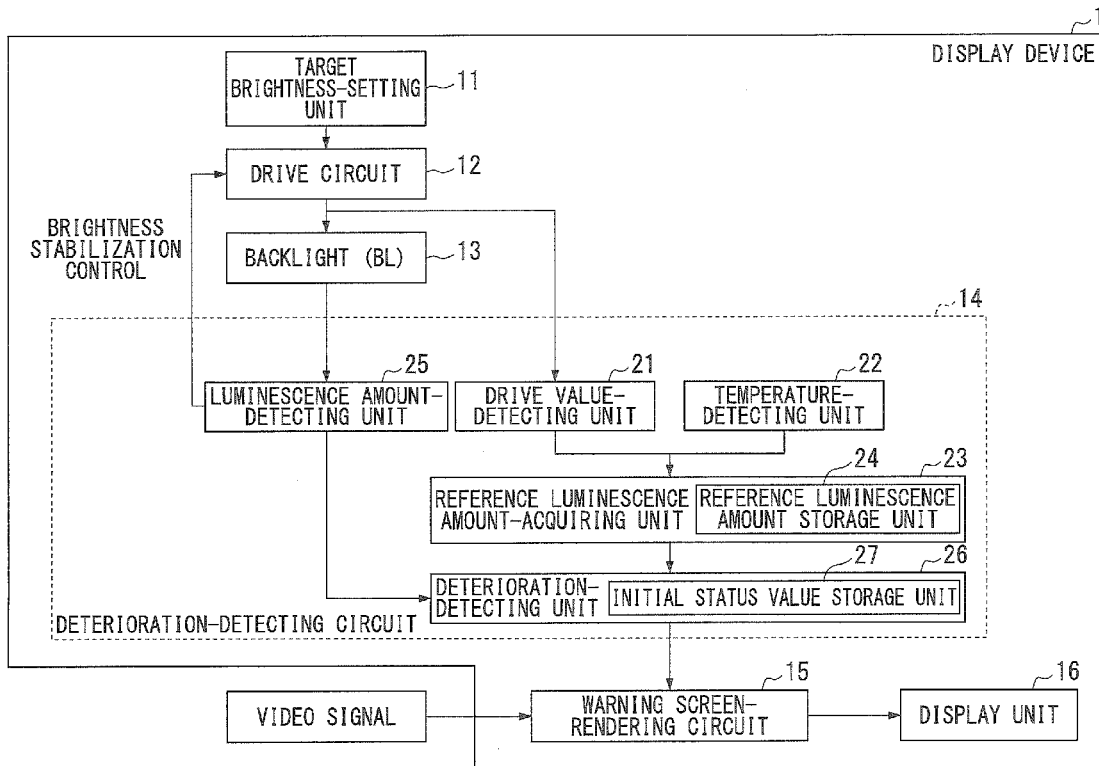 1
DISPLAY DEVICE
TARGET
BRIGHTNESS-SETTING
UNIT
11
DRIVE CIRCUIT
12
BRIGHTNESS
STABILIZATION
CONTROL
BACKLIGHT (BL)
13
14
25
LUMINESCENCE AMOUNT-
DETECTING UNIT
21
DRIVE VALUE-
DETECTING UNIT
22
TEMPERATURE-
DETECTING UNIT
23
REFERENCE LUMINESCENCE
AMOUNT-ACQUIRING UNIT
24
REFERENCE LUMINESCENCE
AMOUNT STORAGE UNIT
26
DETERIORATION-
DETECTING UNIT
27
INITIAL STATUS VALUE STORAGE UNIT
DETERIORATION-DETECTING CIRCUIT
VIDEO SIGNAL
15
WARNING SCREEN-
RENDERING CIRCUIT
16
DISPLAY UNIT